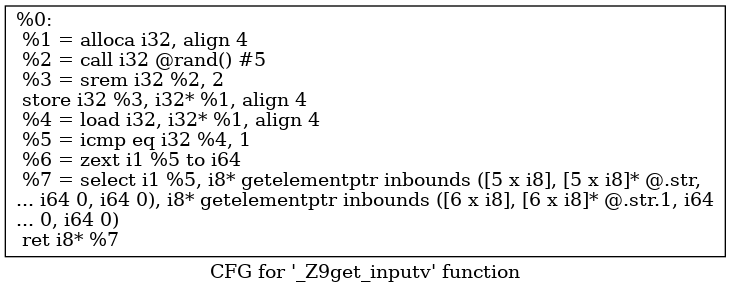 %0:
%1 = alloca i32, align 4
%2 = call i32 @rand() #5
%3 = srem i32 %2, 2
store i32 %3, i32* %1, align 4
%4 = load i32, i32* %1, align 4
%5 = icmp eq i32 %4, 1
%6 = zext i1 %5 to i64
%7 = select i1 %5, i8* getelementptr inbounds ([5 x i8], [5 x i8]* @.str,
... i64 0, i64 0), i8* getelementptr inbounds ([6 x i8], [6 x i8]* @.str.1, i64
... 0, i64 0)
ret i8* %7
CFG for '_Z9get_inputv' function